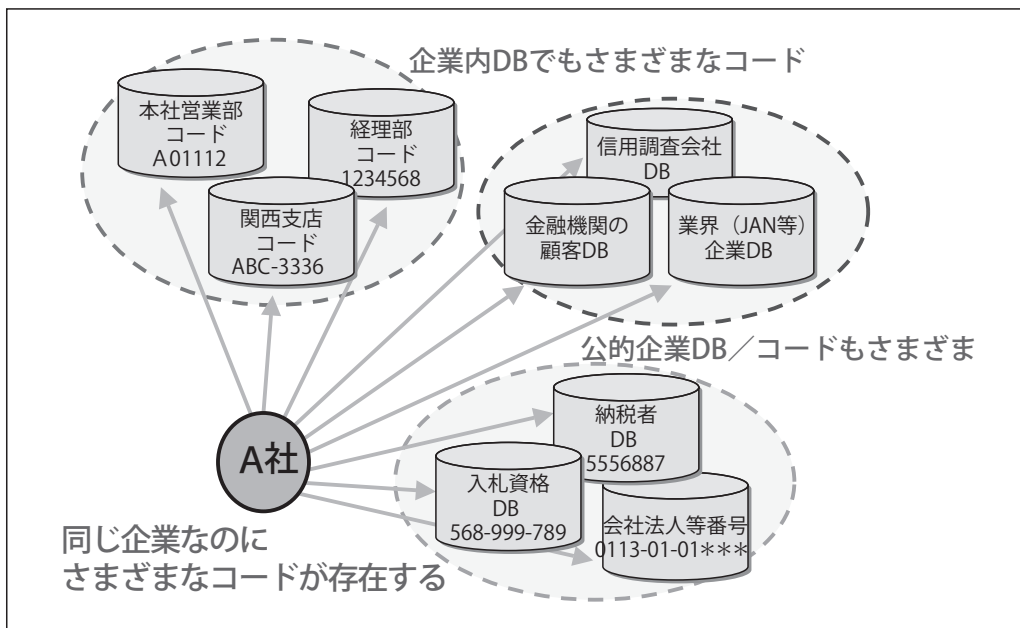 企業内DBでもさまざまなコード
本社営業部
コード
A01112
経理部
コード
1234568
関西支店
コード
ABC-3336
信用調査会社
DB
金融機関の
顧客DB
業界（JAN等）
企業DB
公的企業DB／コードもさまざま
納税者
DB
5556887
入札資格
DB
568-999-789
会社法人等番号
0113-01-01＊＊＊
A社
同じ企業なのに
さまざまなコードが存在する